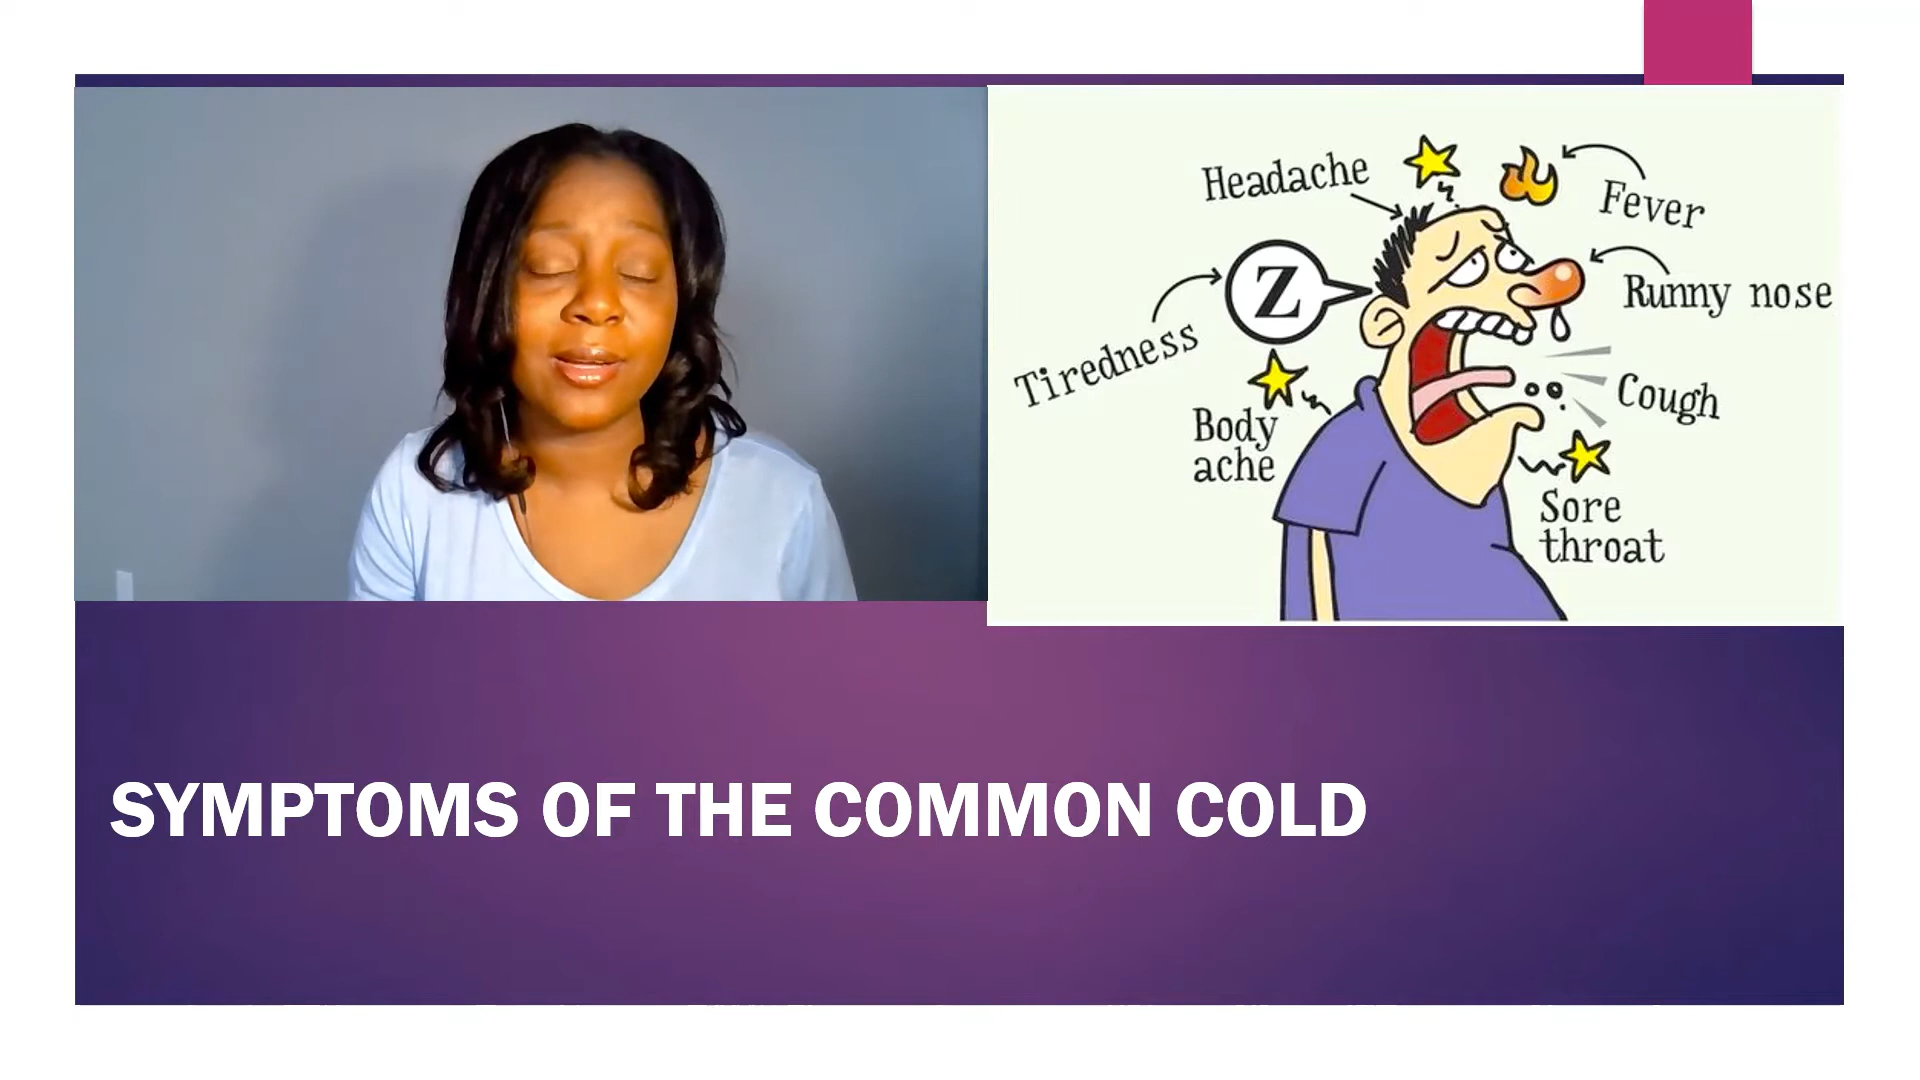 Headache
Fever
Z
Runny nose
Tiredness
Cough
Body
ache
Sore
throat
SYMPTOMS OF THE COMMON COLD